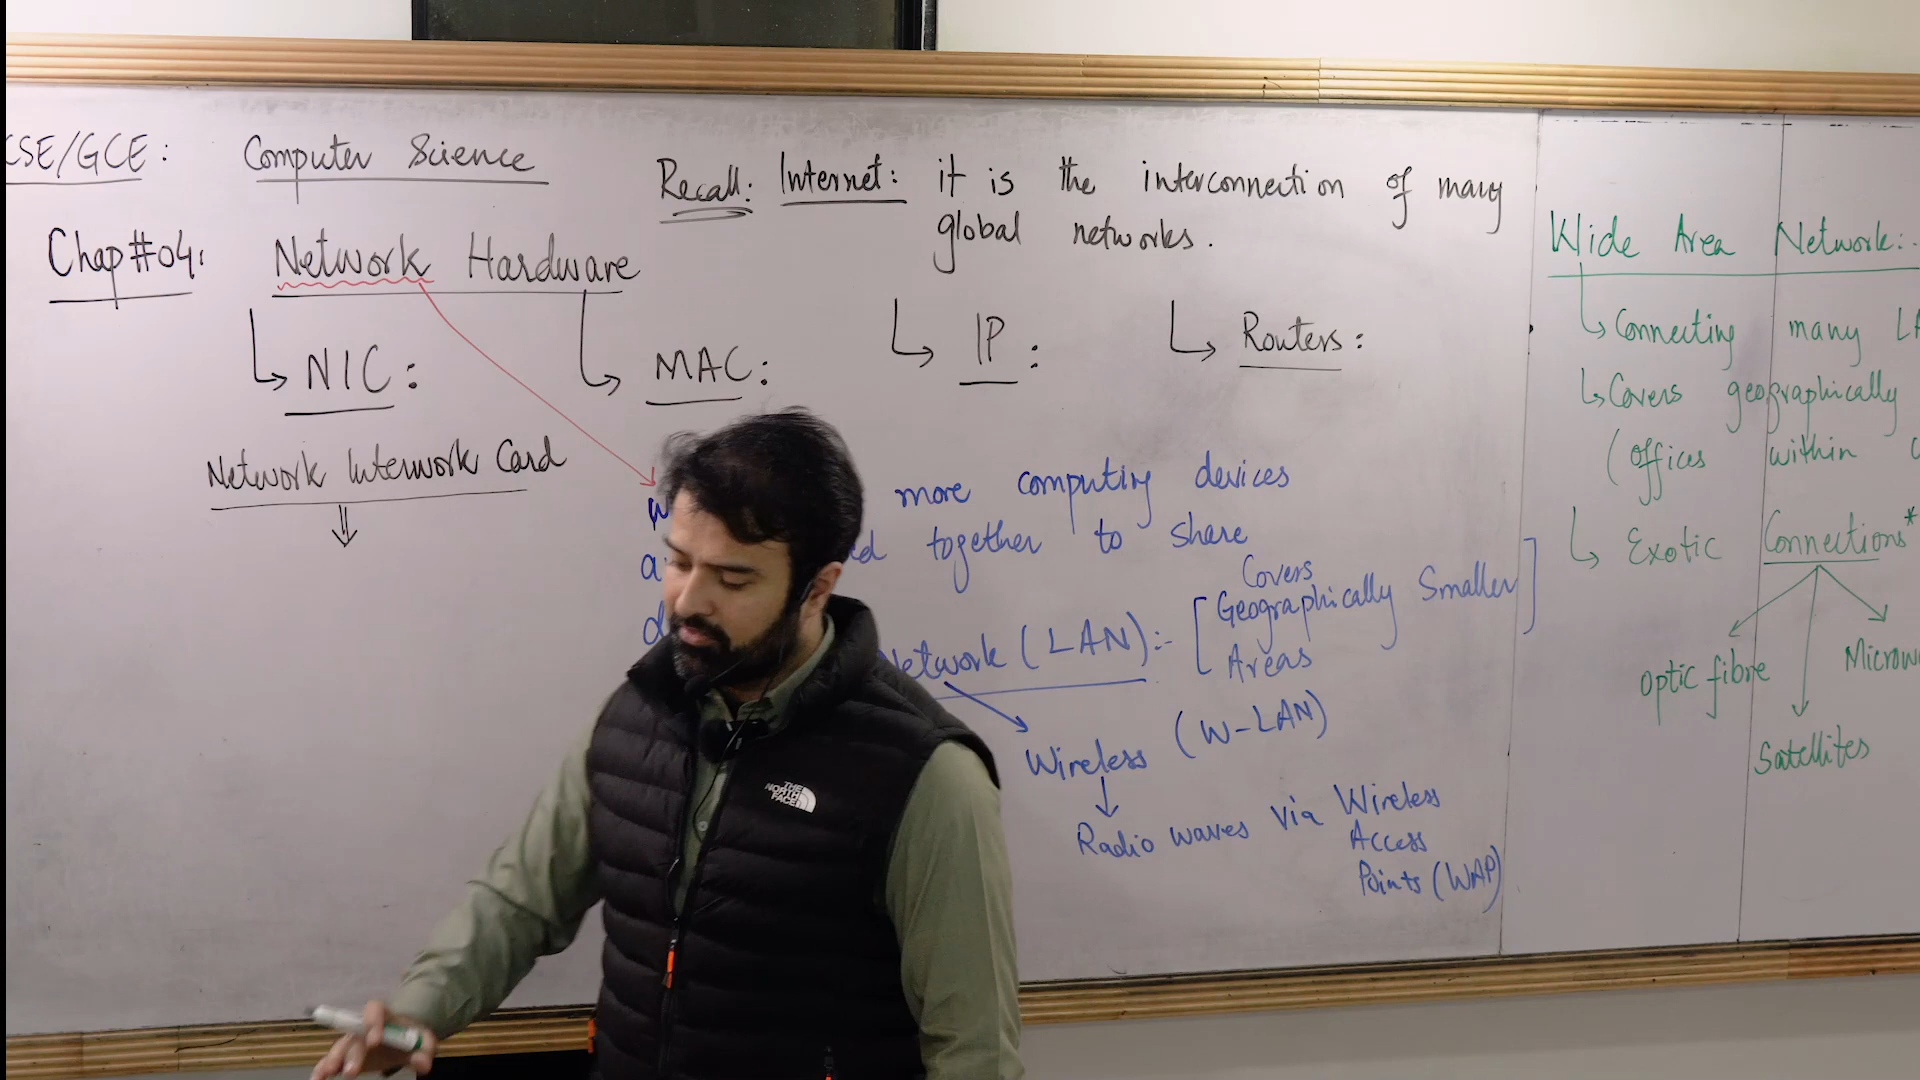 CSE/GCE: Computer Science
Chap#04: Network Hardware
NIC:
MAC:
IP:
Routers:
Network Interwork Card
Recall: Internet: it is the interconnection of many
global networks.
more computing devices
together to share
Network (LAN):-
Covers
Geographically Smaller
Areas
Wireless (W-LAN)
Radio waves via Wireless
Access
Points (WAP)
Wide Area Network:-
Connecting many
Covers geographically
(offices within
Exotic Connections*
Optic fibre
Satellites
THE
NORTH
FACE